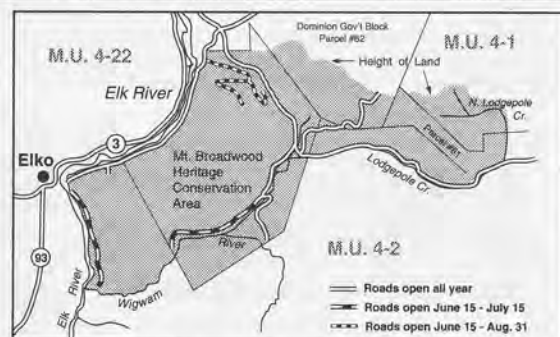 Dominion Gov't Block
Parcel #82
M.U. 4-22
M.U. 4-1
Height of Land
Elk River
N. Lodgepole
Cr.
3
Parcel #81
Elko
Mt. Broadwood
Heritage
Conservation
Area
Lodgepole Cr.
93
River
M.U. 4-2
Wigwam
Elk River
Roads open all year
Roads open June 15 - July 15
Roads open June 15 - Aug. 31